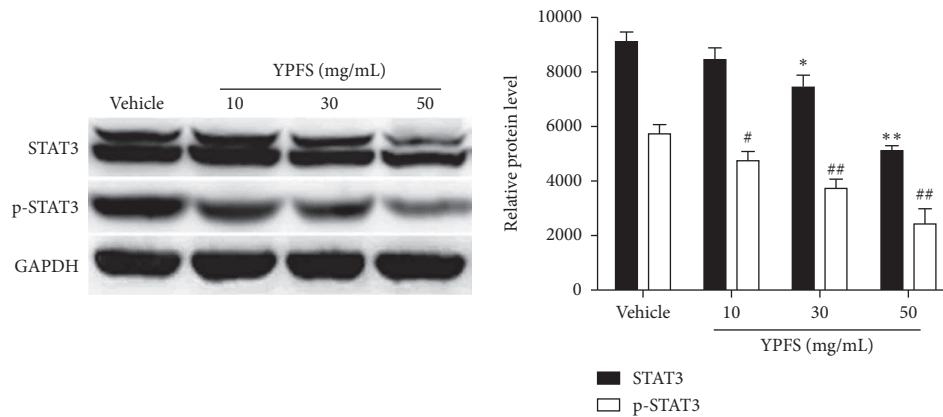 YPFS (mg/mL)
Vehicle 10 30 50
STAT3
p-STAT3
GAPDH
Relative protein level
10000
8000
6000
4000
2000
0
*
**
#
##
##
Vehicle 10 30 50
YPFS (mg/mL)
STAT3
p-STAT3